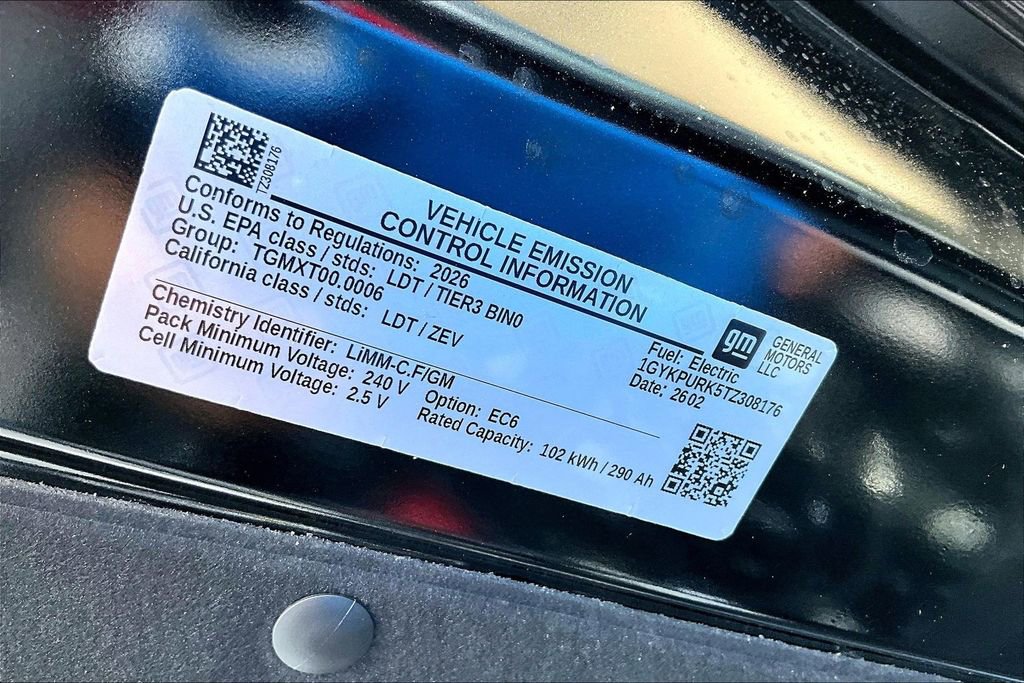 TZ308176
VEHICLE EMISSION
CONTROL INFORMATION
Conforms to Regulations: 2026
U.S. EPA class / stds: LDT / TIER3 BIN0
Group: TGMXT00.0006
California class / stds: LDT / ZEV
Fuel: Electric
1GYKPURK5TZ308176
Date; 2602
gm
GENERAL
MOTORS
LLC
Chemistry Identifier: LiMM-C.F/GM
Pack Minimum Voltage: 240 V Option: EC6
Cell Minimum Voltage: 2.5 V Rated Capacity: 102 kWh / 290 Ah